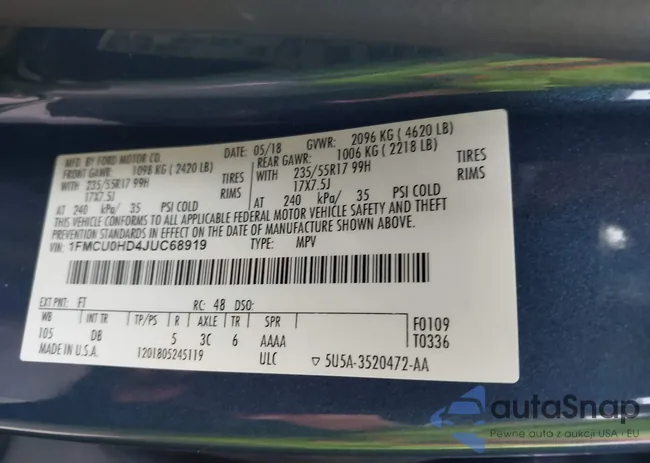 MFD. BY FORD MOTOR CO. DATE: 05/18 GVWR: 2096 KG ( 4620 LB)
FRONT GAWR: 1098 KG ( 2420 LB) REAR GAWR: 1006 KG ( 2218 LB)
WITH 235/55R17 99H TIRES WITH 235/55R17 99H TIRES
17X7.5J RIMS 17X7.5J RIMS
AT 240 kPa/ 35 PSI COLD AT 240 kPa/ 35 PSI COLD
THIS VEHICLE CONFORMS TO ALL APPLICABLE FEDERAL MOTOR VEHICLE SAFETY AND THEFT
PREVENTION STANDARDS IN EFFECT ON THE DATE OF MANUFACTURE SHOWN ABOVE.
1FMCU0HD4JUC68919 TYPE: MPV
EXT PNT: FT RC: 48 DSO:
WB INT TR TP/PS R AXLE TR SPR F0109
105 DB 5 3C 6 AAAA T0336
MADE IN U.S.A. 1201805245119 ULC ▽ 5U5A-3520472-AA
autaSnap
Pewne auta z aukcji USA i EU